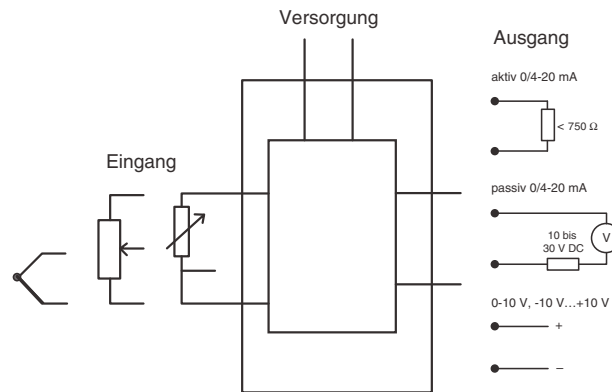 Versorgung
Ausgang
aktiv 0/4-20 mA
< 750 Ω
Eingang
passiv 0/4-20 mA
10 bis
30 V DC
V
0-10 V, -10 V...+10 V
+
–